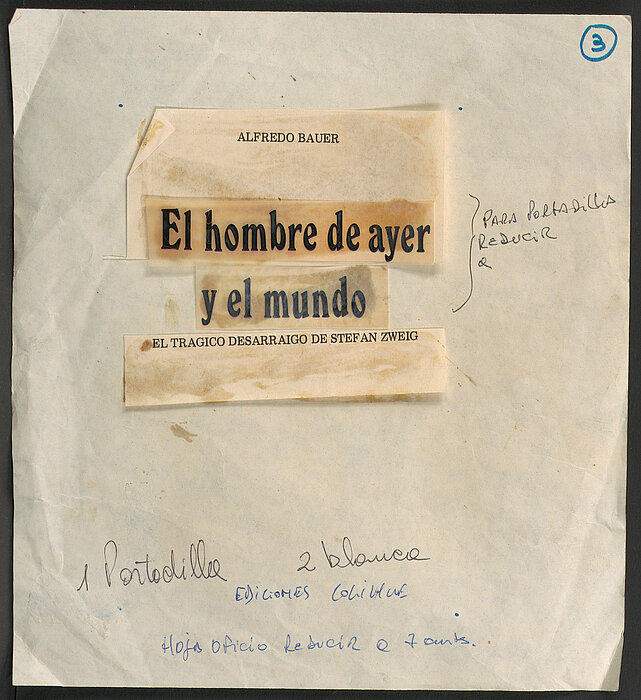 3
ALFREDO BAUER
El hombre de ayer
y el mundo
EL TRAGICO DESARRAIGO DE STEFAN ZWEIG
PARA PORTADILLA
REDUCIR
a
1 Portadilla 2 blanca
EDICIONES COLIHUE
HOJA OFICIO REDUCIR a 7 cmts.